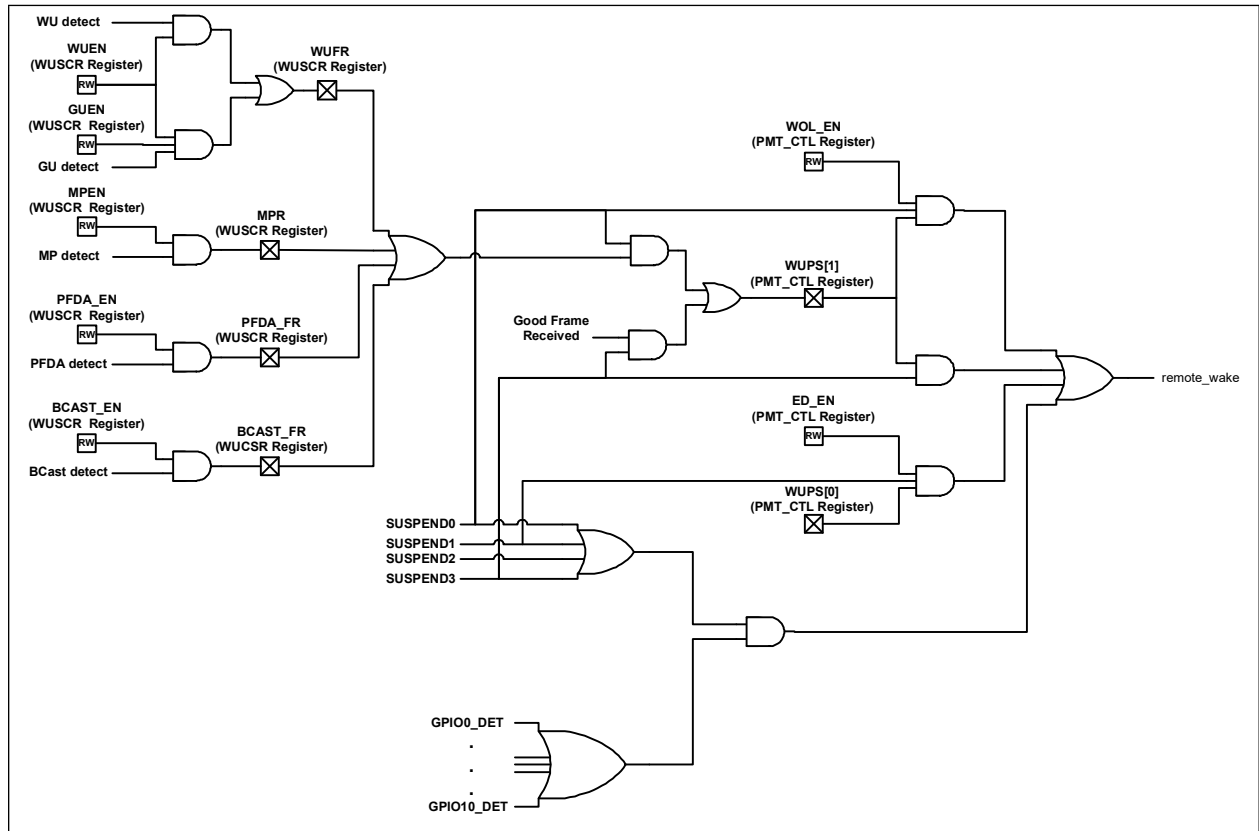 WU detect
WUEN
(WUSCR Register)
RW
GUEN
(WUSCR Register)
RW
GU detect
WUFR
(WUSCR Register)
MPEN
(WUSCR Register)
RW
MP detect
MPR
(WUSCR Register)
PFDA_EN
(WUSCR Register)
RW
PFDA detect
PFDA_FR
(WUSCR Register)
BCAST_EN
(WUSCR Register)
RW
BCast detect
BCAST_FR
(WUCSR Register)
WOL_EN
(PMT_CTL Register)
RW
WUPS[1]
(PMT_CTL Register)
Good Frame
Received
ED_EN
(PMT_CTL Register)
RW
WUPS[0]
(PMT_CTL Register)
remote_wake
SUSPEND0
SUSPEND1
SUSPEND2
SUSPEND3
GPIO0_DET
.
.
.
GPIO10_DET